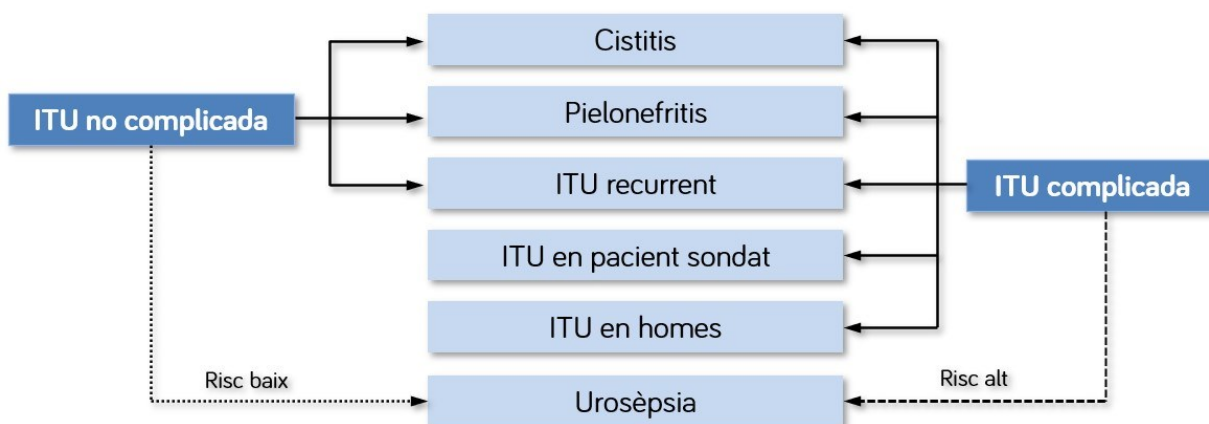 Cistitis
ITU no complicada
Pielonefritis
ITU recurrent
ITU complicada
ITU en pacient sondat
ITU en homes
Risc baix
Risc alt
Urosèpsia